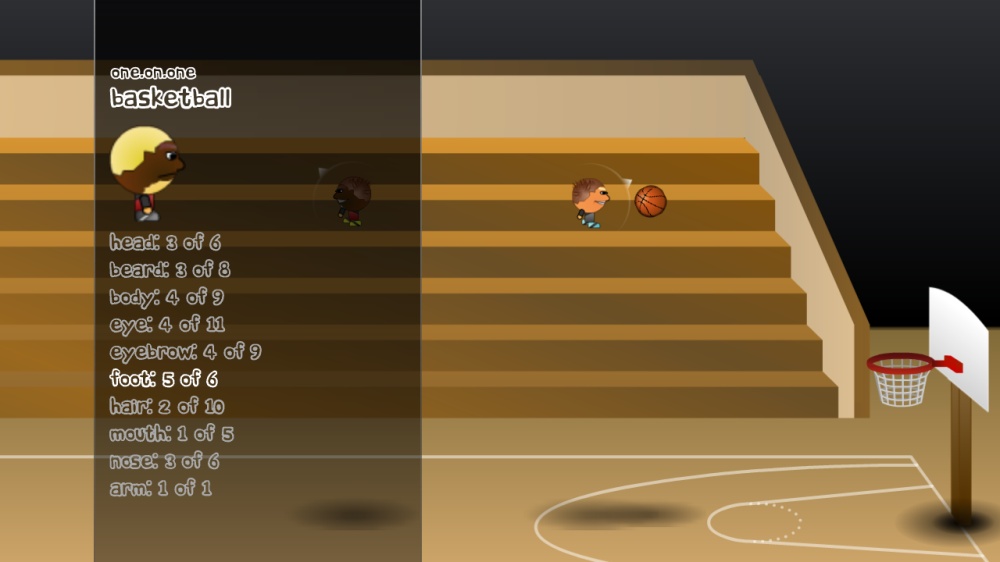 one.on.one
basketball
head: 3 of 6
beard: 3 of 8
body: 4 of 9
eye: 4 of 11
eyebrow: 4 of 9
foot: 5 of 6
hair: 2 of 10
mouth: 1 of 5
nose: 3 of 6
arm: 1 of 1